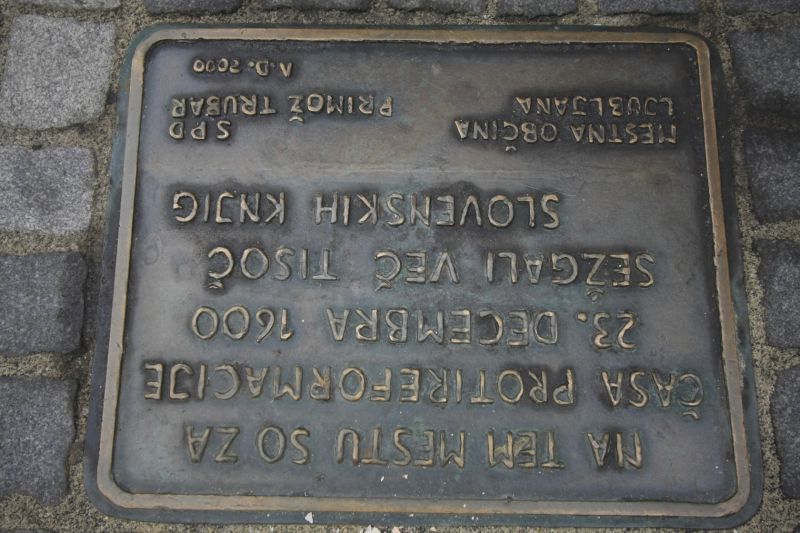 NA TEM MESTU SO ZA
ČASA PROTIREFORMACIJE
23. DECEMBRA 1600
SEŽGALI VEČ TISOČ
SLOVENSKIH KNJIG
MESTNA OBČINA
LJUBLJANA
SPD
PRIMOŽ TRUBAR
A.D. 2000